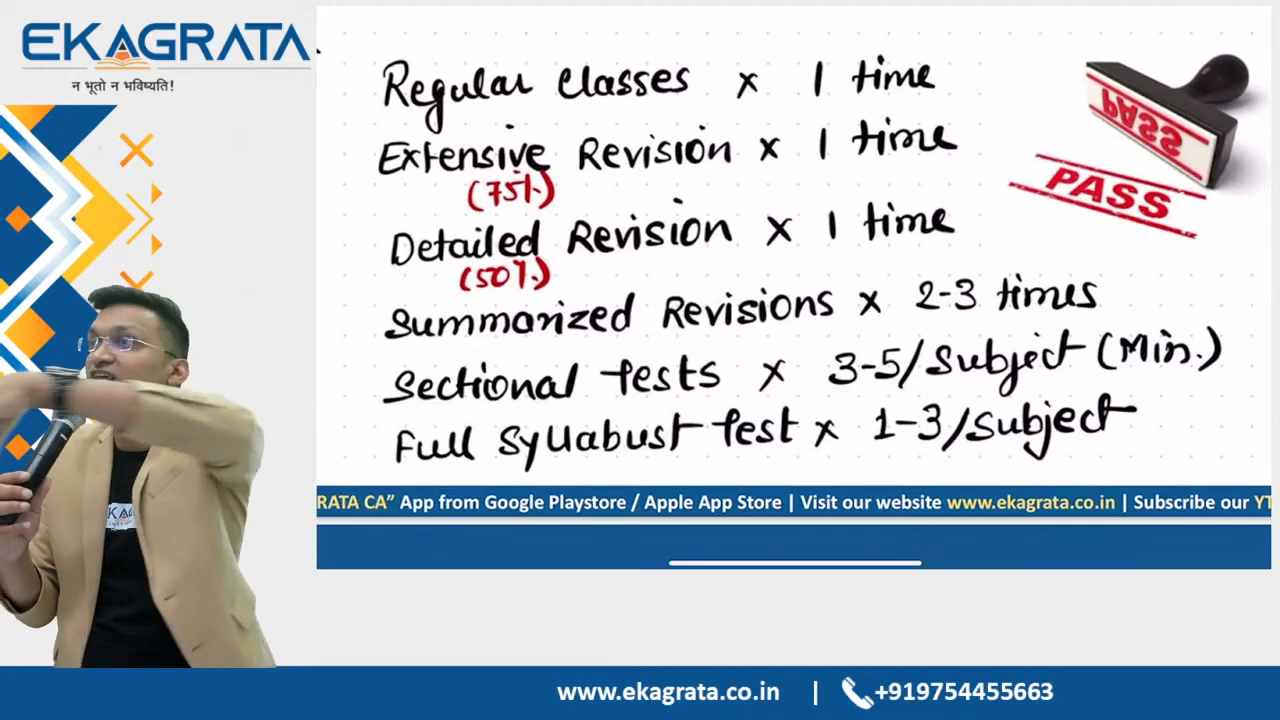 EKAGRATA
न भूतो न भविष्यति!
Regular classes x 1 time
Extensive Revision x 1 time
(75%)
Detailed Revision x 1 time
(50%)
Summarized Revisions x 2-3 times
Sectional Tests x 3-5/Subject (Min.)
Full Syllabust Test x 1-3/Subject
PASS
PASS
EKAGRATA
RATA CA” App from Google Playstore / Apple App Store | Visit our website www.ekagrata.co.in | Subscribe our YT
www.ekagrata.co.in | +919754455663